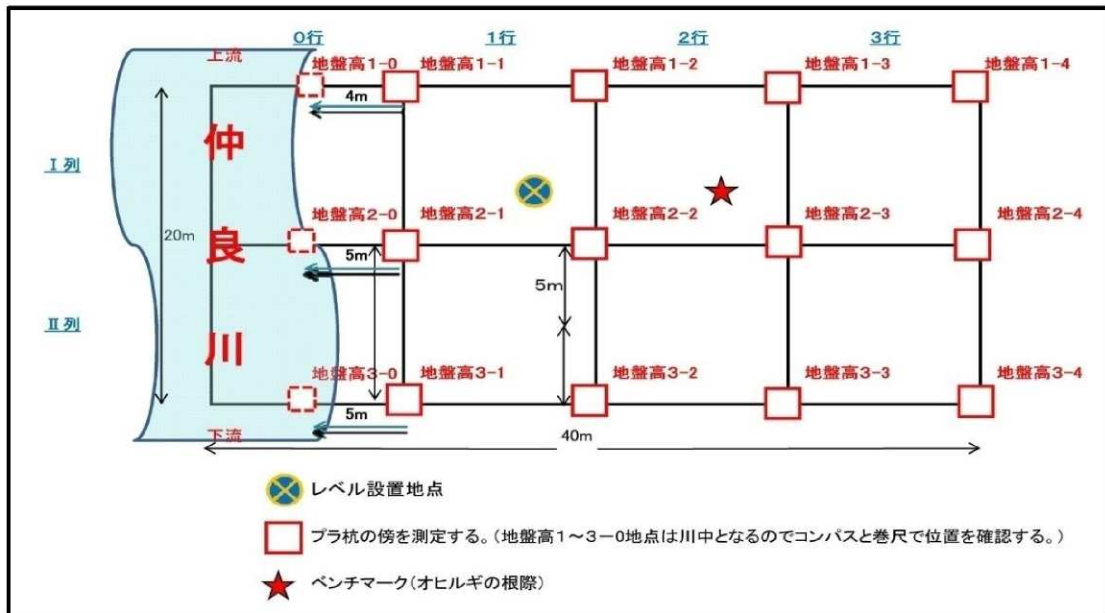 0行 1行 2行 3行
上流 地盤高1-0 地盤高1-1 地盤高1-2 地盤高1-3 地盤高1-4
4m
仲
Ⅰ列
地盤高2-0 地盤高2-1 地盤高2-2 地盤高2-3 地盤高2-4
良
20m
5m
5m
Ⅱ列
川
地盤高3-0 地盤高3-1 地盤高3-2 地盤高3-3 地盤高3-4
5m
下流
40m
レベル設置地点
プラ杭の傍を測定する。(地盤高1～3－0地点は川中となるのでコンパスと巻尺で位置を確認する。)
ベンチマーク(オヒルギの根際)